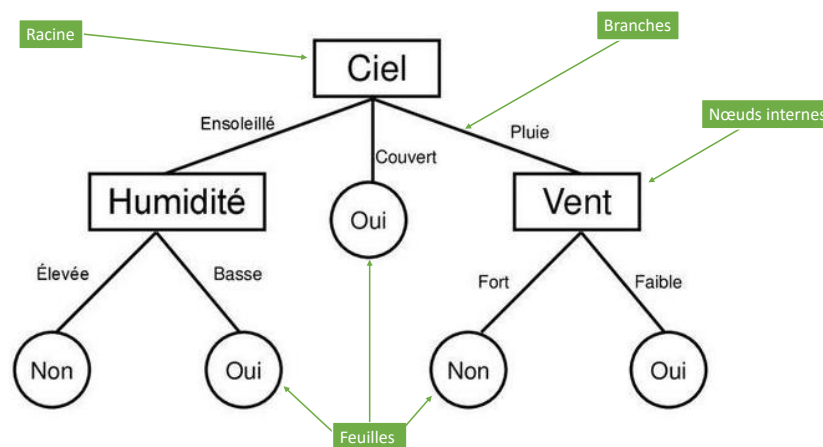 Racine
Branches
Ciel
Nœuds internes
Ensoleillé
Pluie
Couvert
Humidité
Oui
Vent
Élevée
Basse
Fort
Faible
Non
Oui
Non
Oui
Feuilles